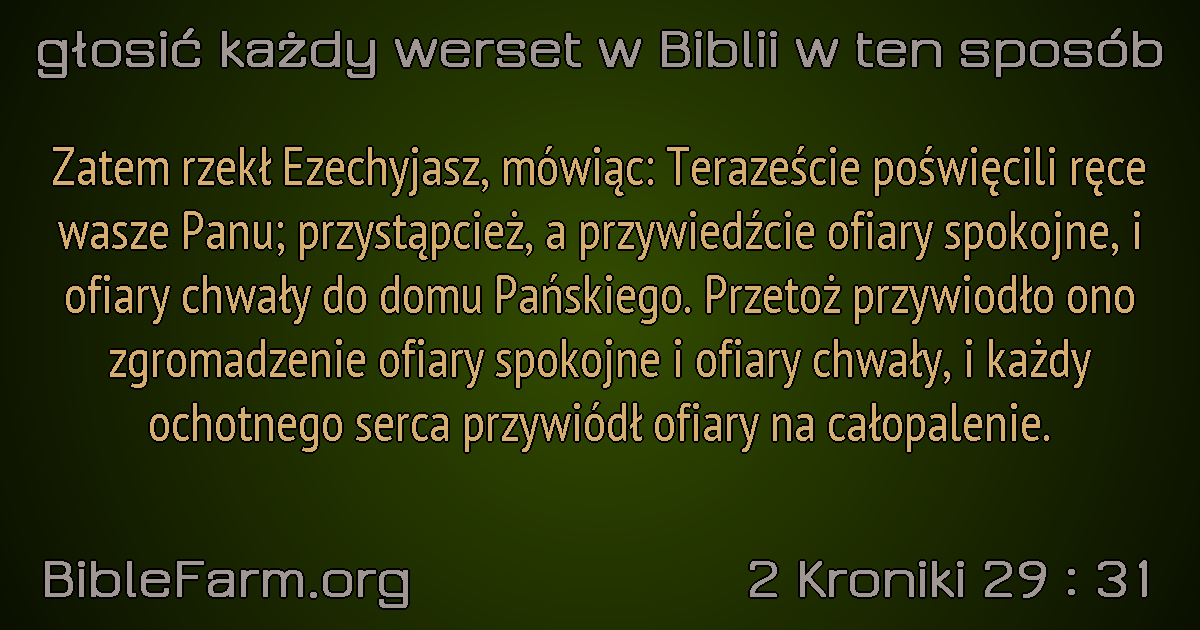 głosić każdy werset w Biblii w ten sposób
Zatem rzekł Ezechyjasz, mówiąc: Terazeście poświęcili ręce
wasze Panu; przystąpcież, a przywiedźcie ofiary spokojne, i
ofiary chwały do domu Pańskiego. Przetoż przywiodło ono
zgromadzenie ofiary spokojne i ofiary chwały, i każdy
ochotnego serca przywiódł ofiary na całopalenie.
BibleFarm.org
2 Kroniki 29 : 31